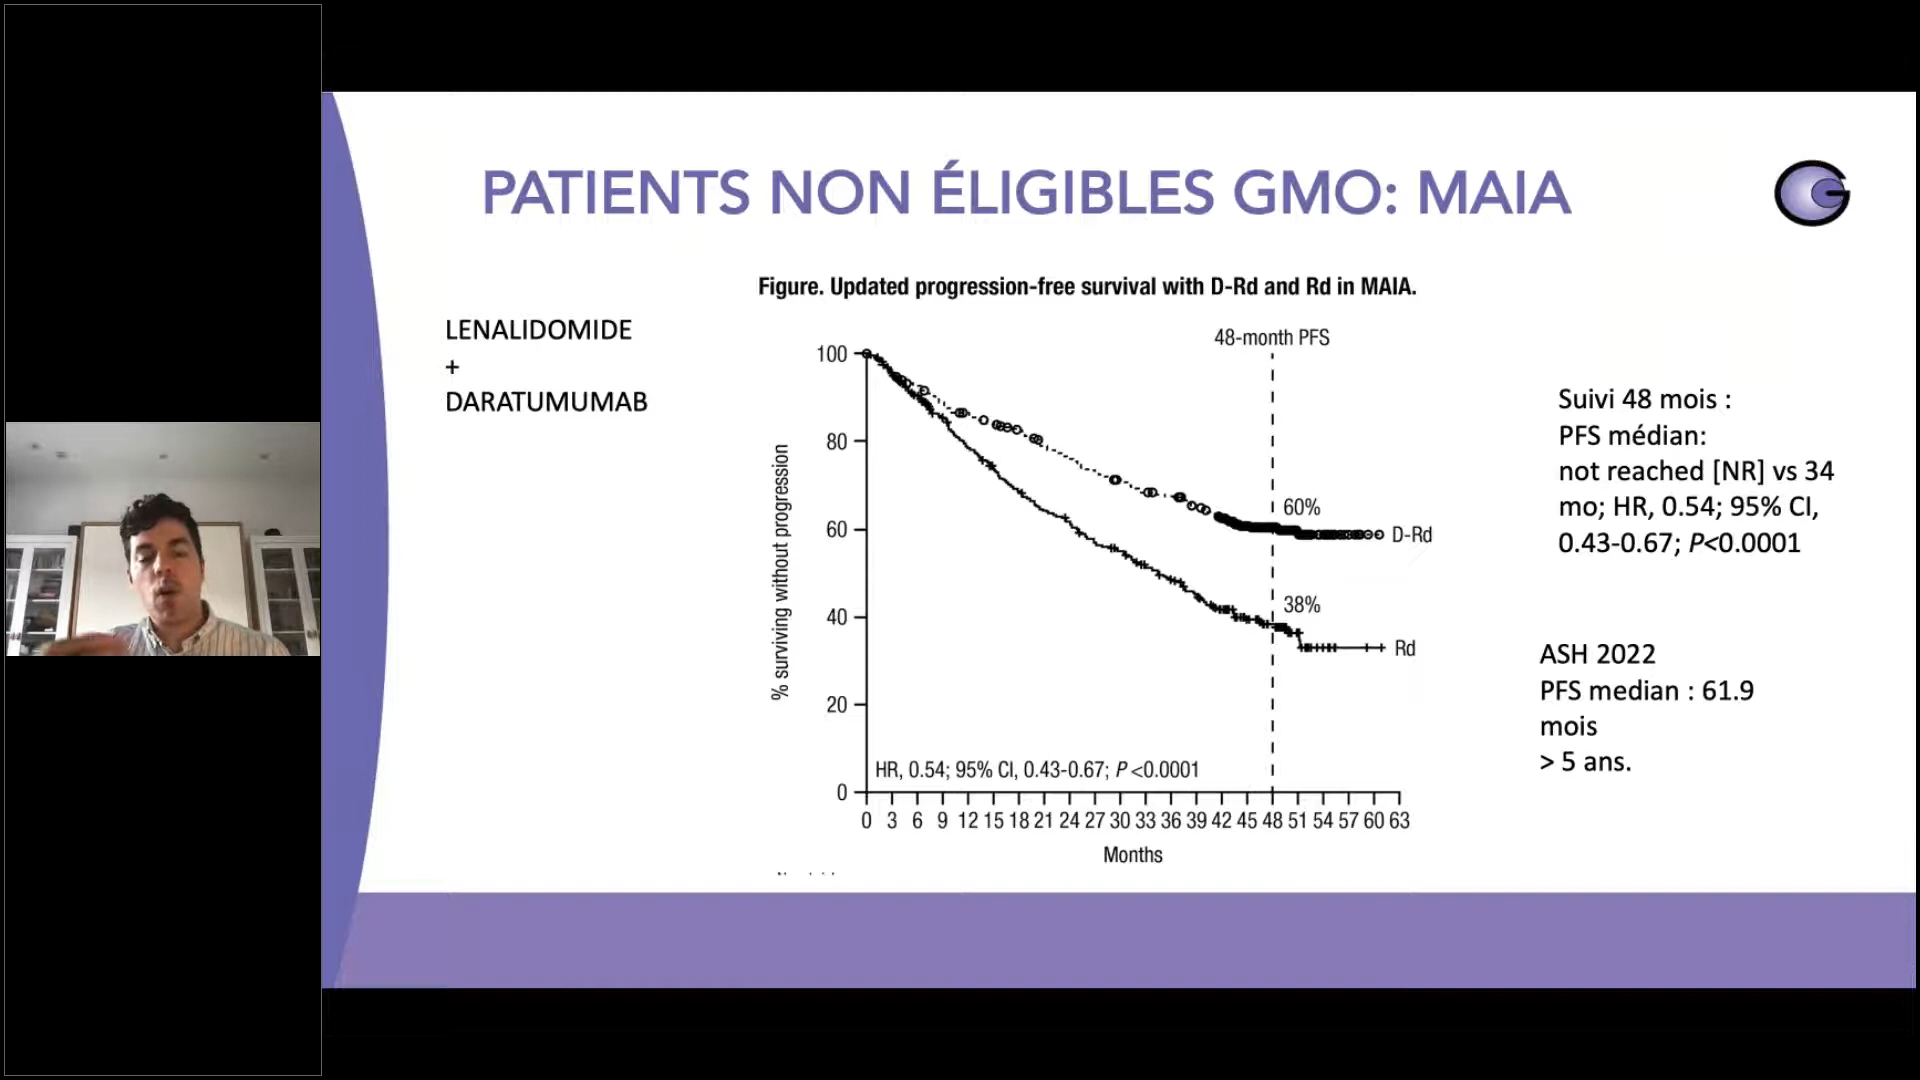 PATIENTS NON ÉLIGIBLES GMO: MAIA
LENALIDOMIDE
+
DARATUMUMAB
Figure. Updated progression-free survival with D-Rd and Rd in MAIA.
48-month PFS
% surviving without progression
100
80
60
40
20
0
60%
D-Rd
38%
Rd
HR, 0.54; 95% CI, 0.43-0.67; P <0.0001
0 3 6 9 12 15 18 21 24 27 30 33 36 39 42 45 48 51 54 57 60 63
Months
Suivi 48 mois :
PFS médian:
not reached [NR] vs 34
mo; HR, 0.54; 95% CI,
0.43-0.67; P<0.0001
ASH 2022
PFS median : 61.9
mois
> 5 ans.